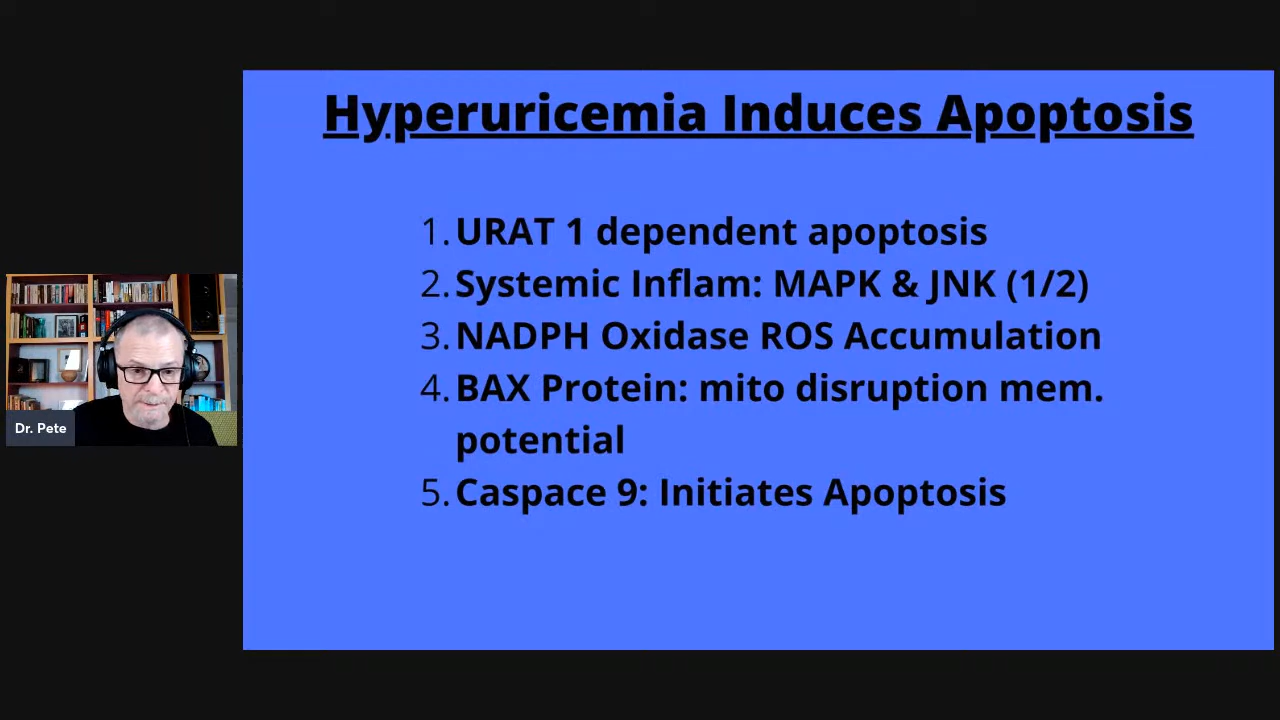 Hyperuricemia Induces Apoptosis
1. URAT 1 dependent apoptosis
2. Systemic Inflam: MAPK & JNK (1/2)
3. NADPH Oxidase ROS Accumulation
4. BAX Protein: mito disruption mem.
potential
5. Caspace 9: Initiates Apoptosis
Dr. Pete